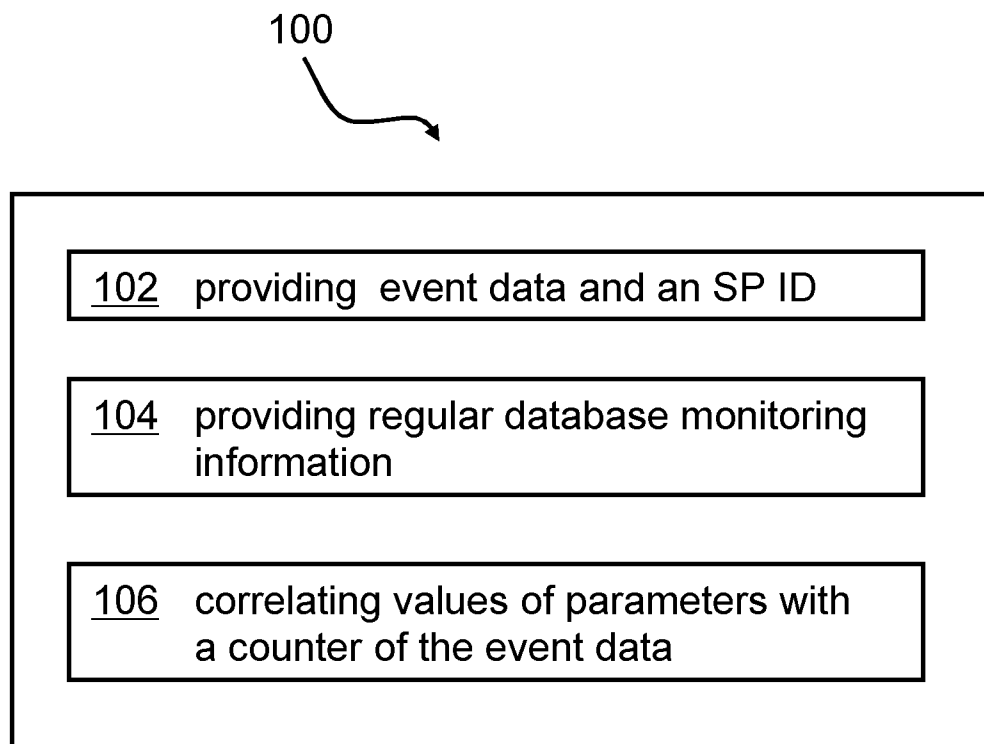 100
102 providing event data and an SP ID
104 providing regular database monitoring
information
106 correlating values of parameters with
a counter of the event data